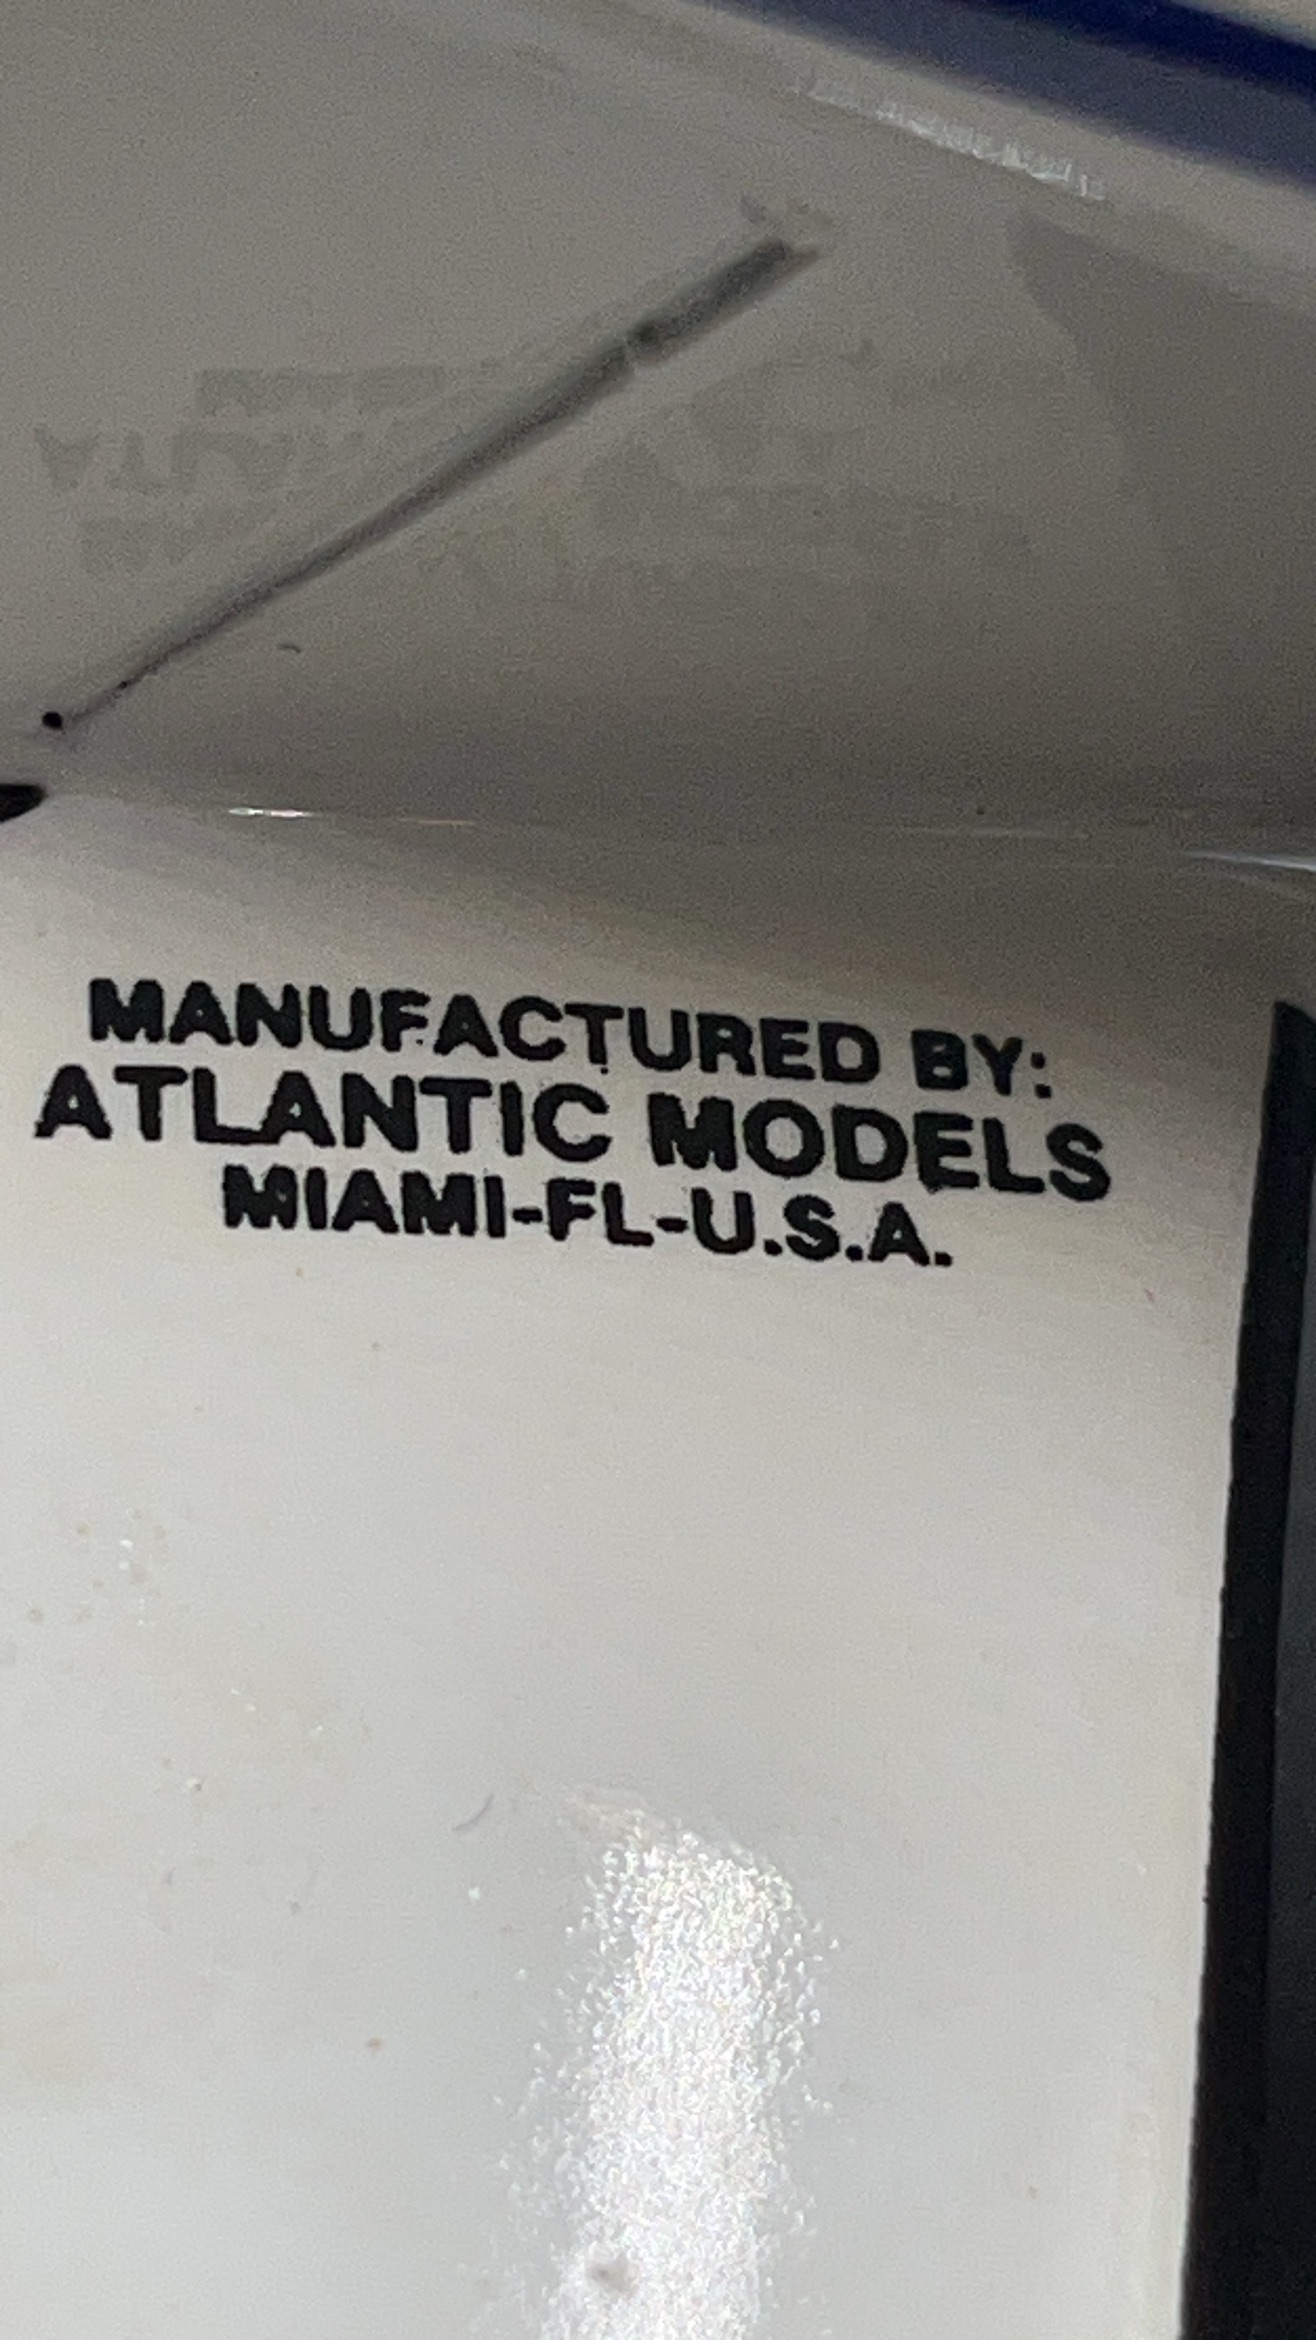 MANUFACTURED BY:
ATLANTIC MODELS
MIAMI-FL-U.S.A.